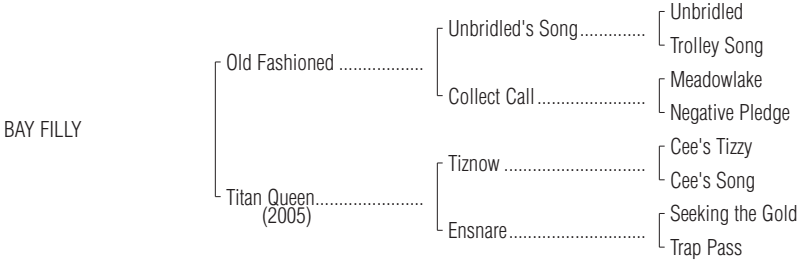 Unbridled
Unbridled's Song..............
Trolley Song
Old Fashioned ..................
Meadowlake
Collect Call.......................
Negative Pledge
BAY FILLY
Cee's Tizzy
Tiznow .............................
Cee's Song
Titan Queen.......................
(2005)
Seeking the Gold
Ensnare.............................
Trap Pass